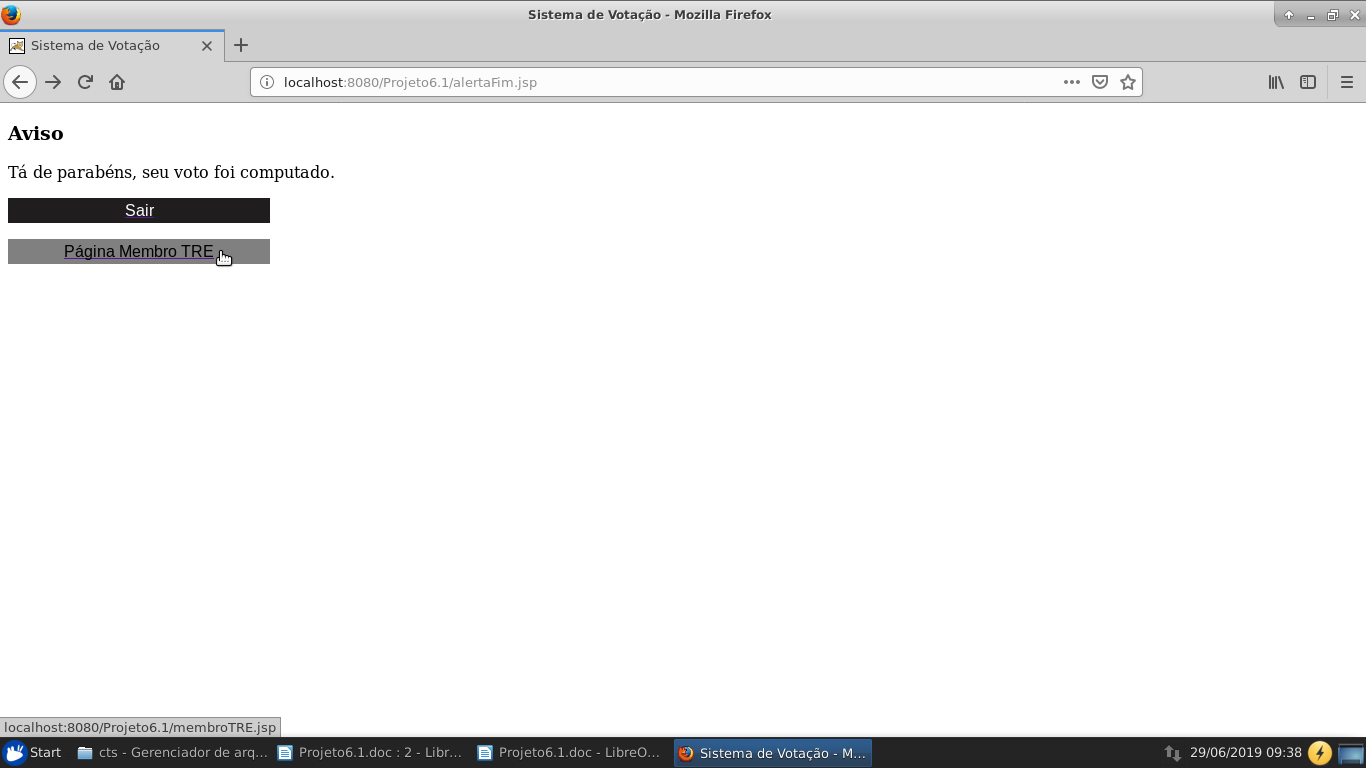 Sistema de Votação - Mozilla Firefox
Sistema de Votação
localhost:8080/Projeto6.1/alertaFim.jsp
Aviso
Tá de parabéns, seu voto foi computado.
Sair
Página Membro TRE
localhost:8080/Projeto6.1/membroTRE.jsp
Start cts - Gerenciador de arq... Projeto6.1.doc : 2 - Libr... Projeto6.1.doc - LibreO... Sistema de Votação - M... 29/06/2019 09:38